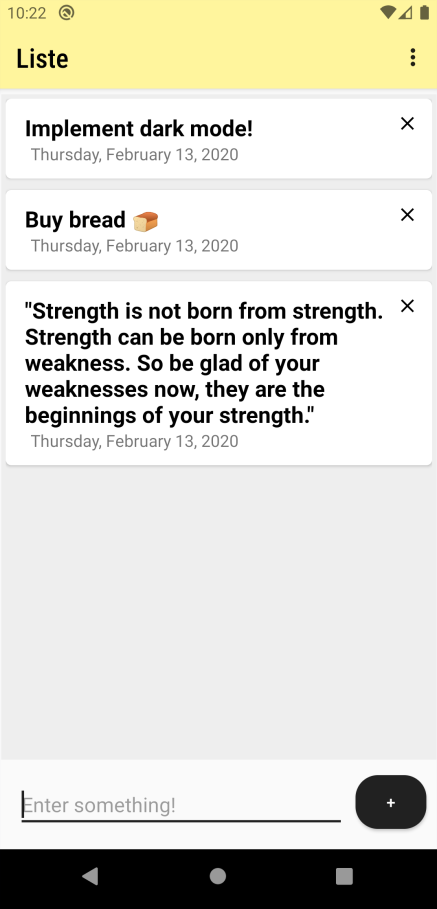 10:22
Liste
Implement dark mode!
Thursday, February 13, 2020
Buy bread 🍞
Thursday, February 13, 2020
"Strength is not born from strength.
Strength can be born only from
weakness. So be glad of your
weaknesses now, they are the
beginnings of your strength."
Thursday, February 13, 2020
Enter something!
+